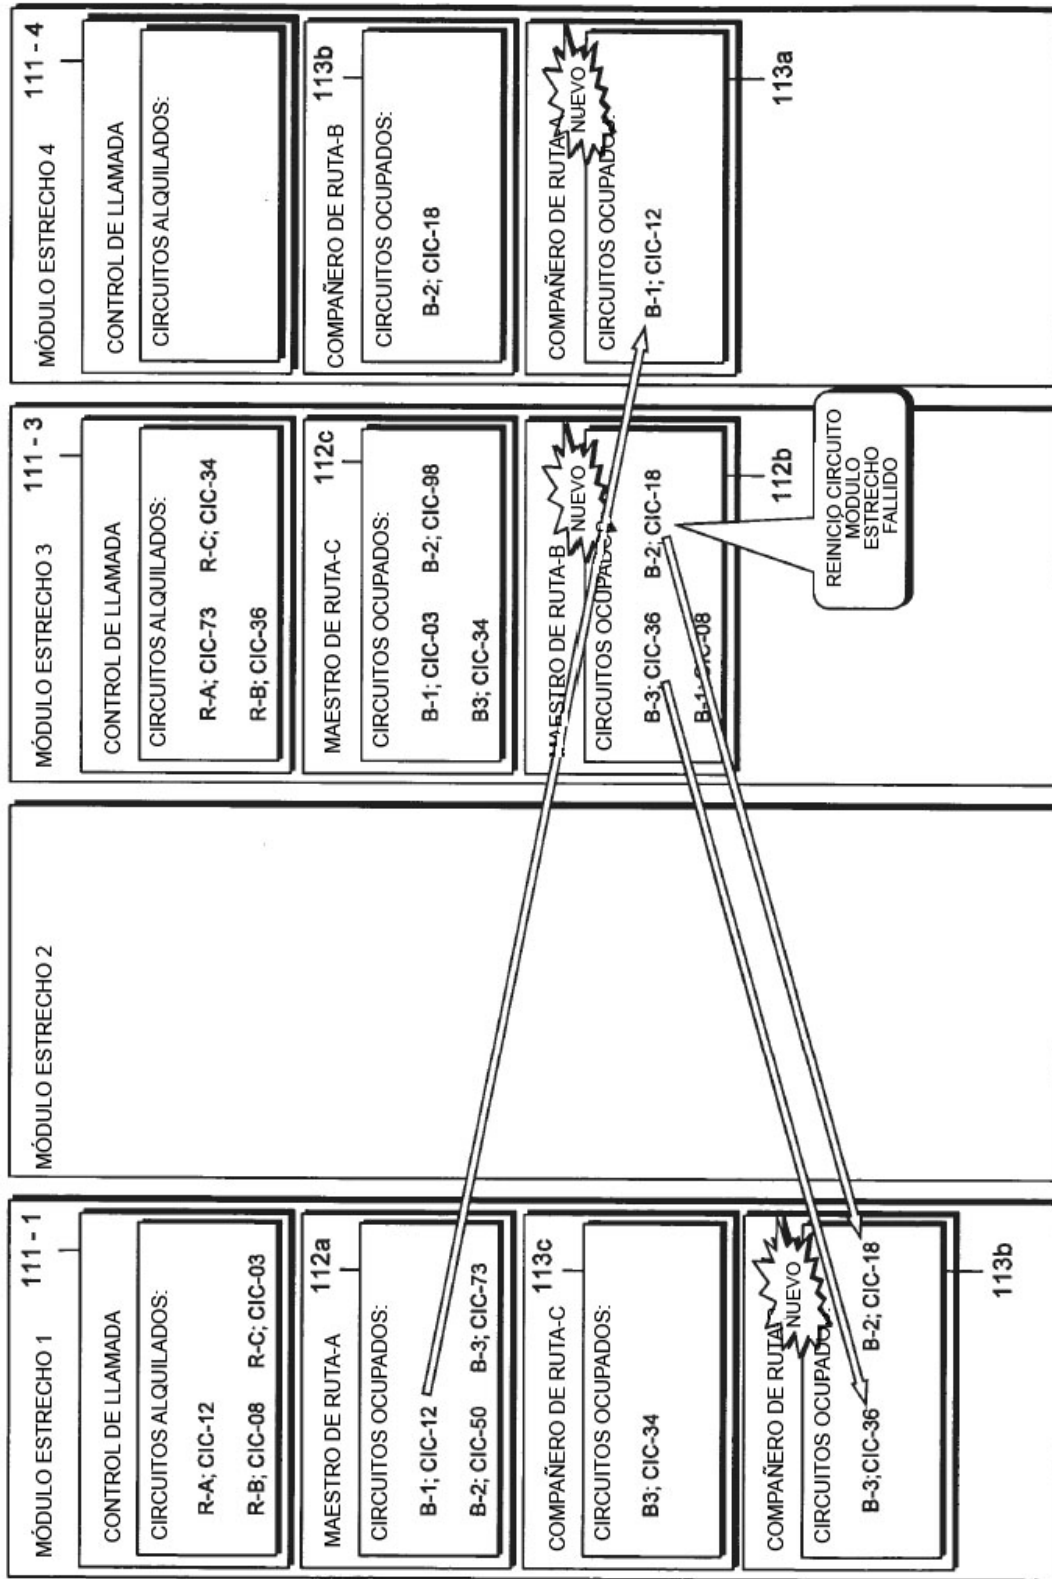 MÓDULO ESTRECHO 1
111 - 1
CONTROL DE LLAMADA
CIRCUITOS ALQUILADOS:
R-A; CIC-12
R-B; CIC-08 R-C; CIC-03
MAESTRO DE RUTA-A
112a
CIRCUITOS OCUPADOS:
B-1; CIC-12
B-2; CIC-50 B-3; CIC-73
COMPAÑERO DE RUTA-C
113c
CIRCUITOS OCUPADOS:
B3; CIC-34
COMPAÑERO DE RUTA
NUEVO
CIRCUITOS OCUPADO
B-3;CIC-36 B-2; CIC-18
113b
MÓDULO ESTRECHO 2
MÓDULO ESTRECHO 3
111 - 3
CONTROL DE LLAMADA
CIRCUITOS ALQUILADOS:
R-A; CIC-73 R-C; CIC-34
R-B; CIC-36
MAESTRO DE RUTA-C
112c
CIRCUITOS OCUPADOS:
B-1; CIC-03 B-2; CIC-98
B3; CIC-34
MAESTRO DE RUTA-B
NUEVO
CIRCUITOS OCUPADOS
B-3; CIC-36 B-2; CIC-18
B-1; CIC-08
112b
REINICIO CIRCUITO
MÓDULO
ESTRECHO
FALLIDO
MÓDULO ESTRECHO 4
111 - 4
CONTROL DE LLAMADA
CIRCUITOS ALQUILADOS:
COMPAÑERO DE RUTA-B
113b
CIRCUITOS OCUPADOS:
B-2; CIC-18
COMPAÑERO DE RUTA-A
NUEVO
CIRCUITOS OCUPADOS:
B-1; CIC-12
113a